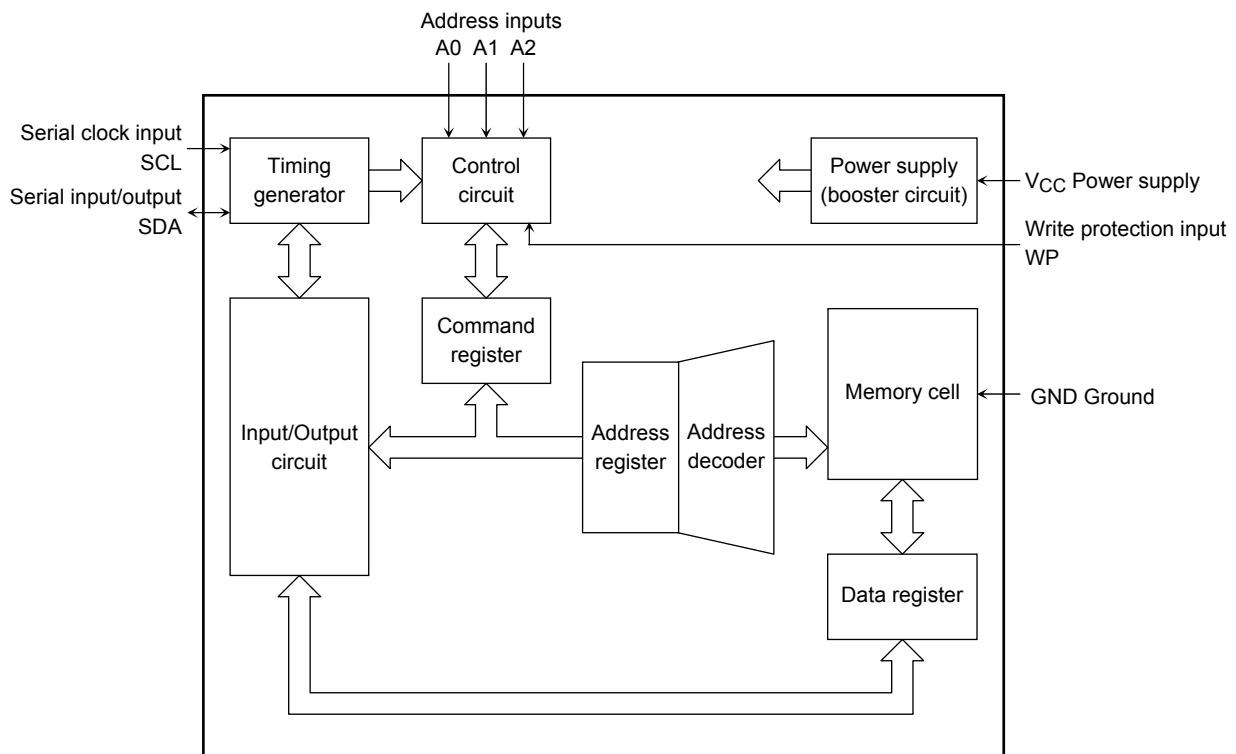 Address inputs
A0 A1 A2
Serial clock input
SCL
Serial input/output
SDA
Timing
generator
Control
circuit
Power supply
(booster circuit)
VCC Power supply
Write protection input
WP
Command
register
Input/Output
circuit
Address
register
Address
decoder
Memory cell
GND Ground
Data register